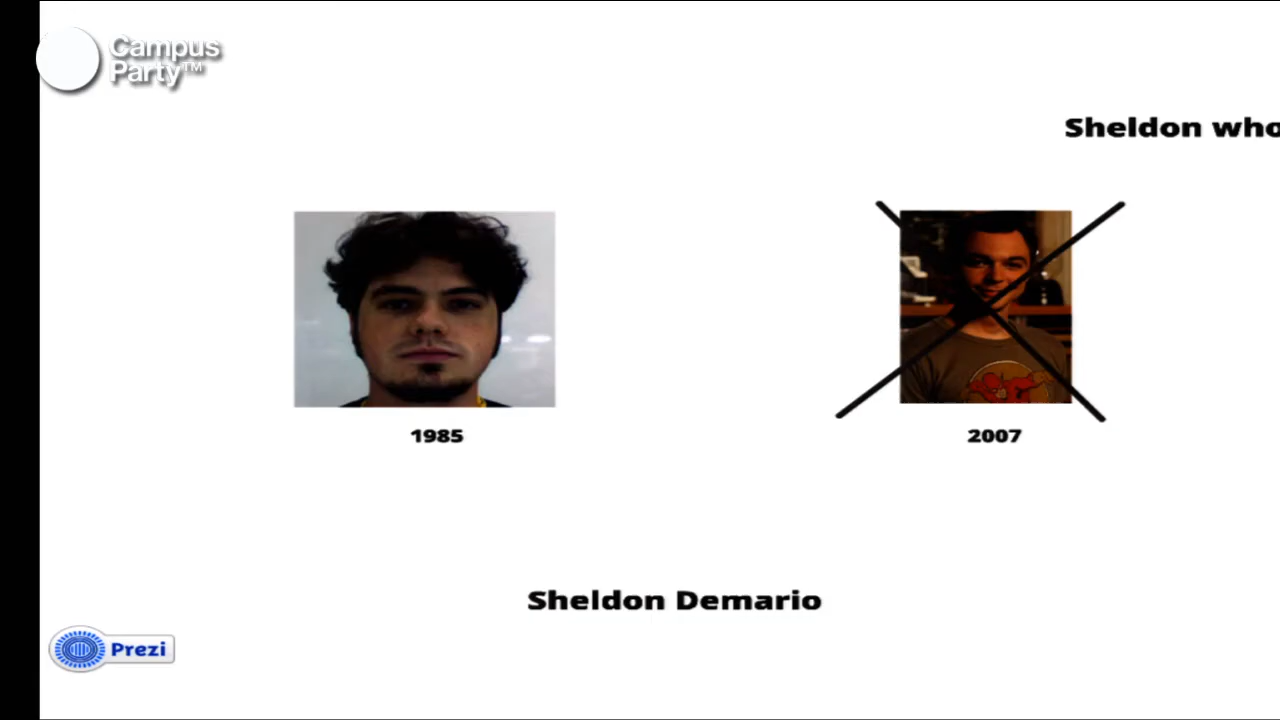 Campus
Party™
Sheldon who
1985
2007
Sheldon Demario
Prezi